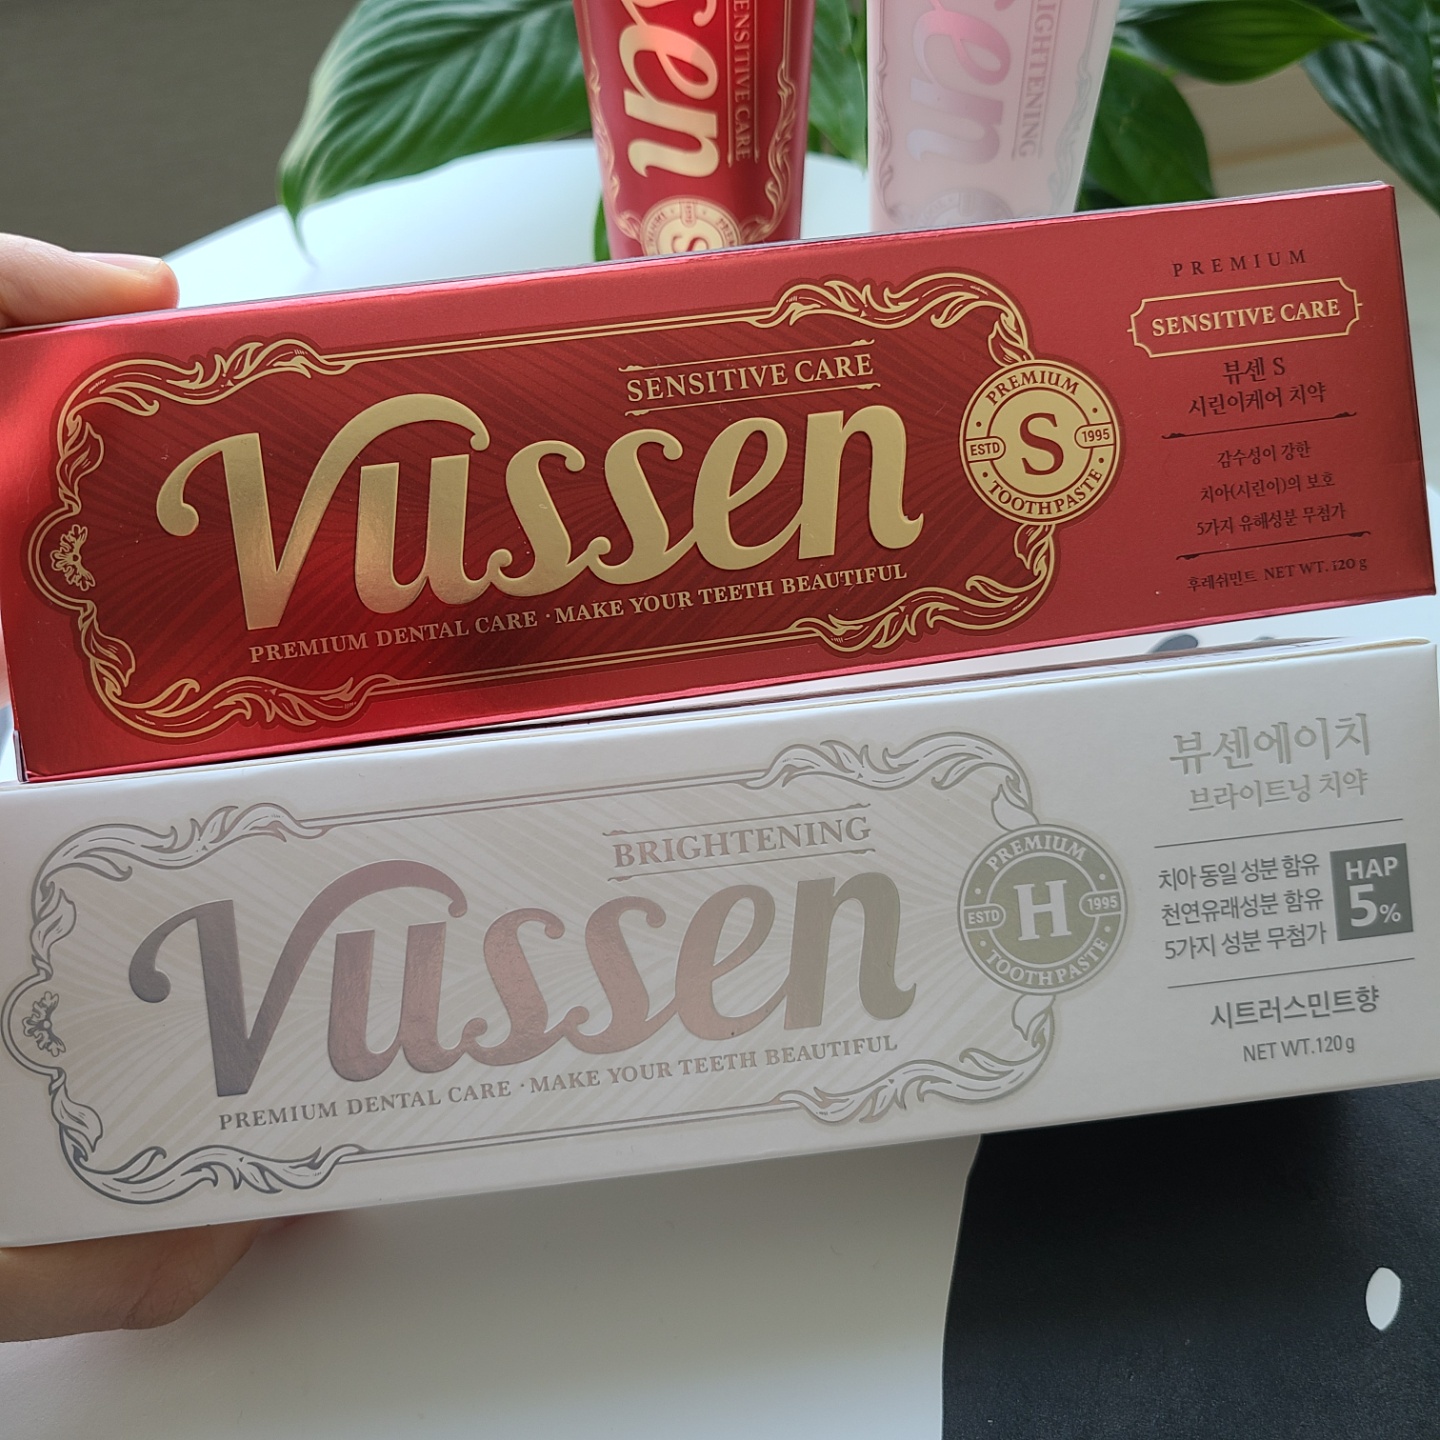 sen
SENSITIVE CARE
S
en
IGHTENING
SENSITIVE CARE
Vussen
PREMIUM DENTAL CARE · MAKE YOUR TEETH BEAUTIFUL
PREMIUM
ESTD
S
1995
TOOTHPASTE
PREMIUM
SENSITIVE CARE
뷰센 S
시린이케어 치약
감수성이 강한
치아(시린이)의 보호
5가지 유해성분 무첨가
후레쉬민트 NET WT. 120 g
BRIGHTENING
Vussen
PREMIUM DENTAL CARE · MAKE YOUR TEETH BEAUTIFUL
PREMIUM
ESTD
H
1995
TOOTHPASTE
뷰센에이치
브라이트닝 치약
치아 동일 성분 함유
천연유래성분 함유
5가지 성분 무첨가
HAP
5%
시트러스민트향
NET WT. 120 g